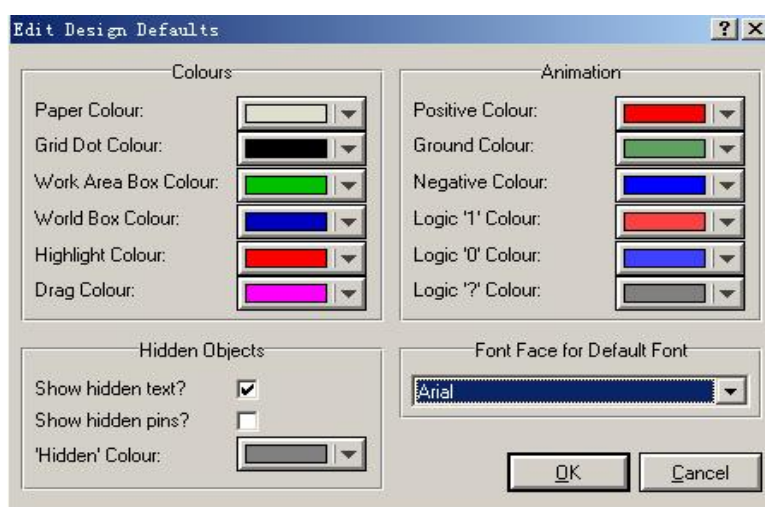 Edit Design Defaults
Colours
Paper Colour:
Grid Dot Colour:
Work Area Box Colour:
World Box Colour:
Highlight Colour:
Drag Colour:
Animation
Positive Colour:
Ground Colour:
Negative Colour:
Logic '1' Colour:
Logic '0' Colour:
Logic '?' Colour:
Hidden Objects
Show hidden text?
Show hidden pins?
'Hidden' Colour:
Font Face for Default Font
Arial
OK
Cancel